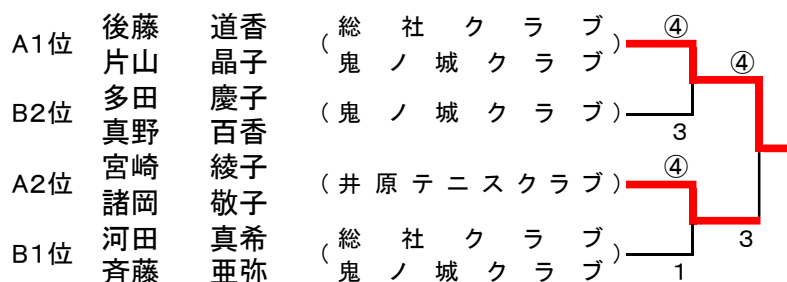 後藤 道香 (総社クラブ ④
A1位 )
片山 晶子 鬼ノ城クラブ ④
多田 慶子
B2位 (鬼ノ城クラブ)
真野 百香 3
宮崎 綾子 ④
A2位 (井原テニスクラブ)
諸岡 敬子
河田 真希 (総社クラブ 3
B1位 )
斉藤 亜弥 鬼ノ城クラブ 1